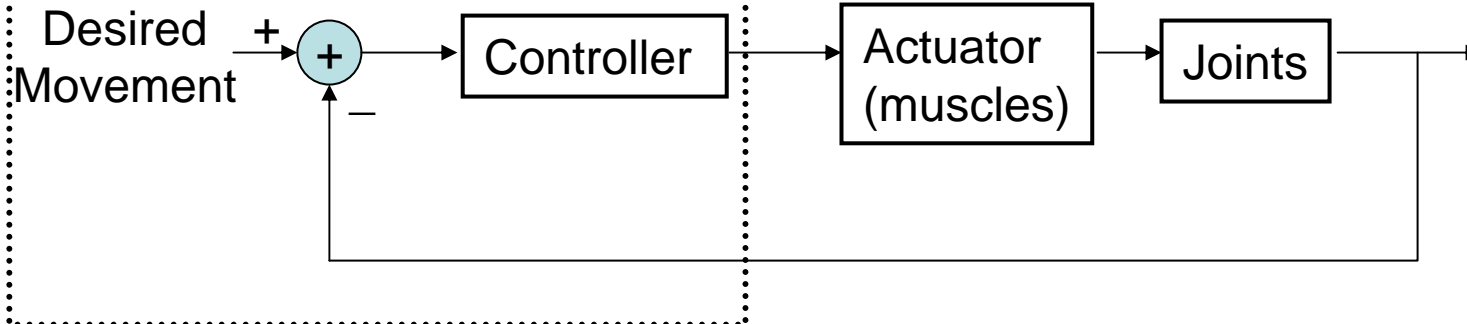 Desired
Movement
+
+
−
Controller
Actuator
(muscles)
Joints